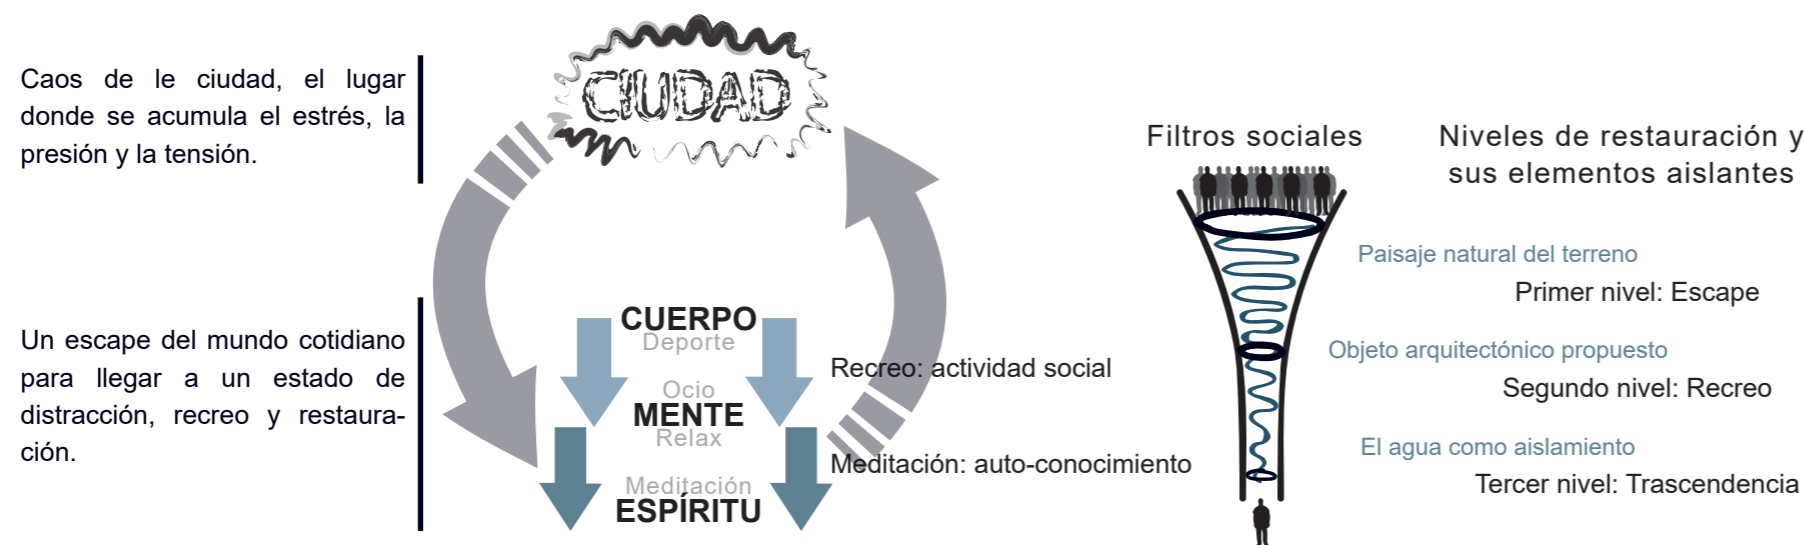 Caos de le ciudad, el lugar
donde se acumula el estrés, la
presión y la tensión.
Un escape del mundo cotidiano
para llegar a un estado de
distracción, recreo y restaura-
ción.
CIUDAD
CUERPO
Deporte
Ocio
MENTE
Relax
Meditación
ESPÍRITU
Recreo: actividad social
Meditación: auto-conocimiento
Filtros sociales
Niveles de restauración y
sus elementos aislantes
Paisaje natural del terreno
Primer nivel: Escape
Objeto arquitectónico propuesto
Segundo nivel: Recreo
El agua como aislamiento
Tercer nivel: Trascendencia